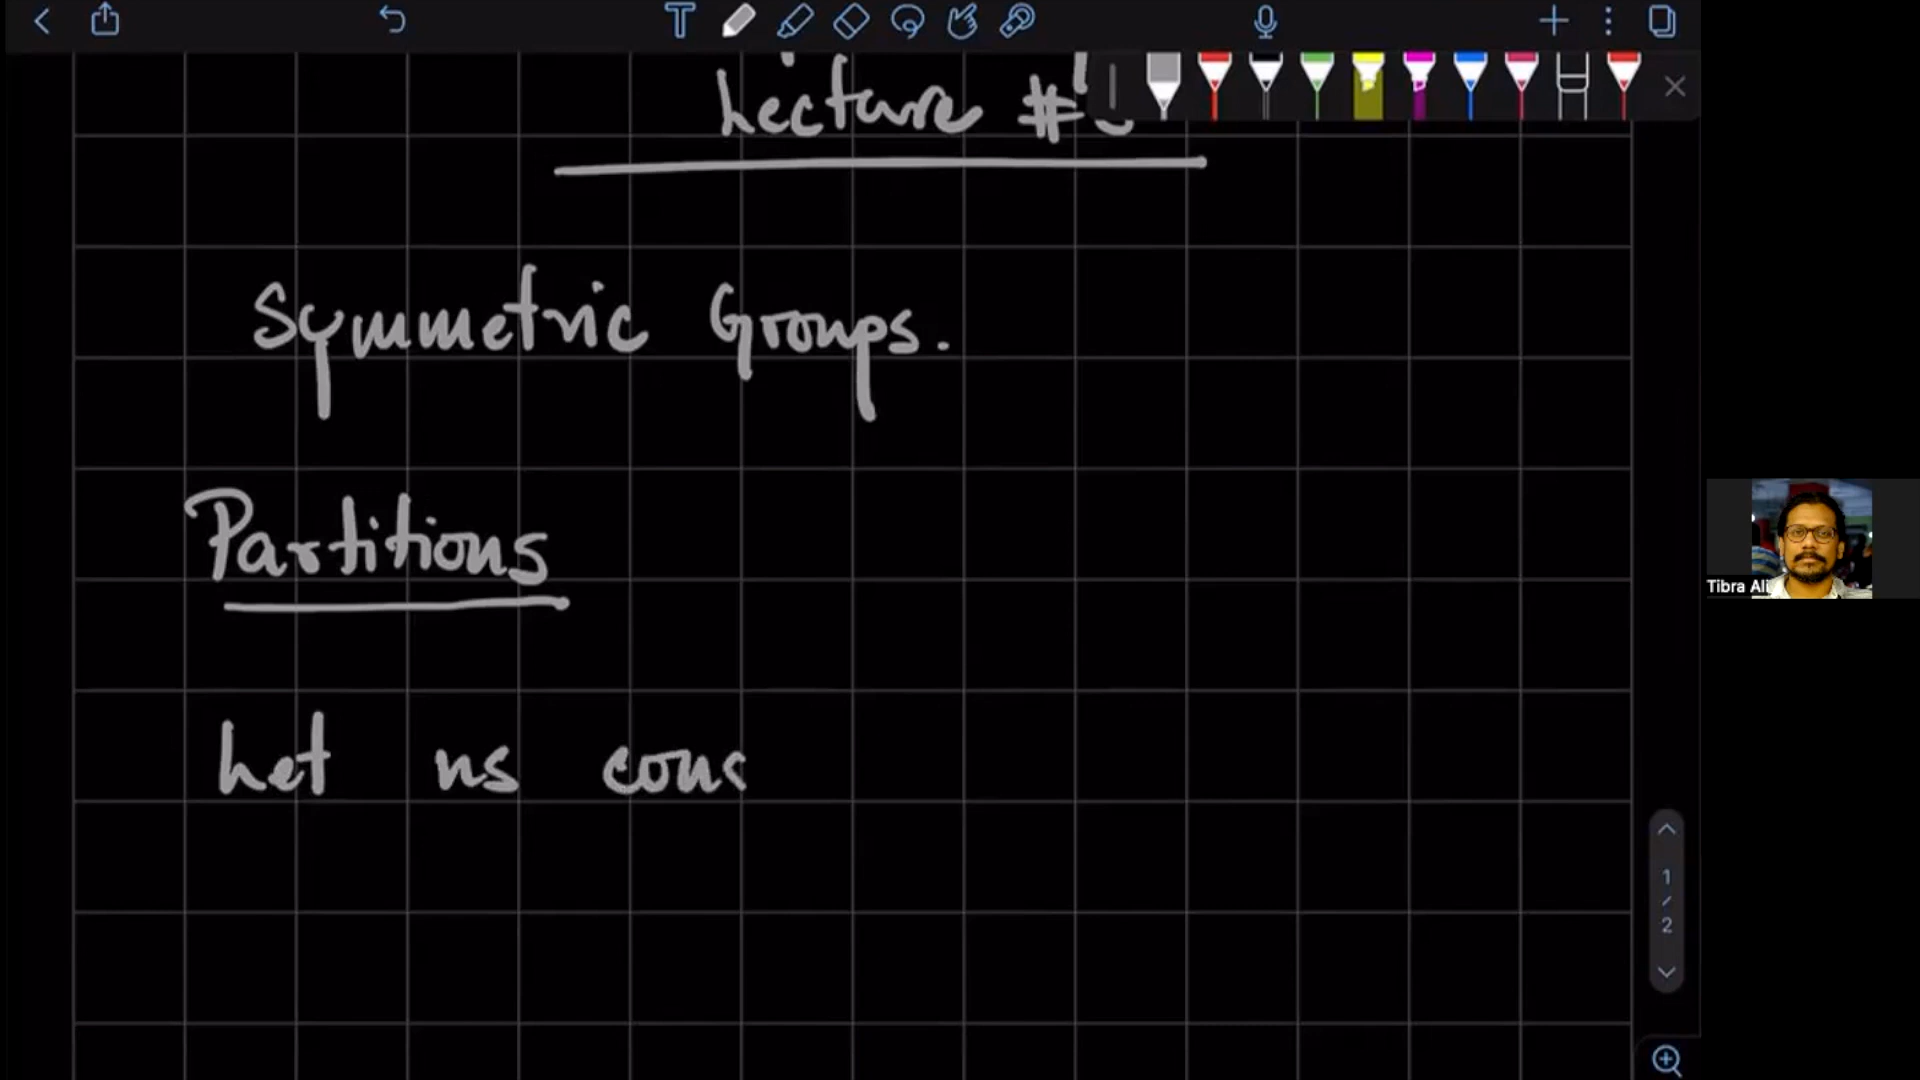 Lecture #
Symmetric Groups.
Partitions
Let us cons
1
/
2
Tibra Ali